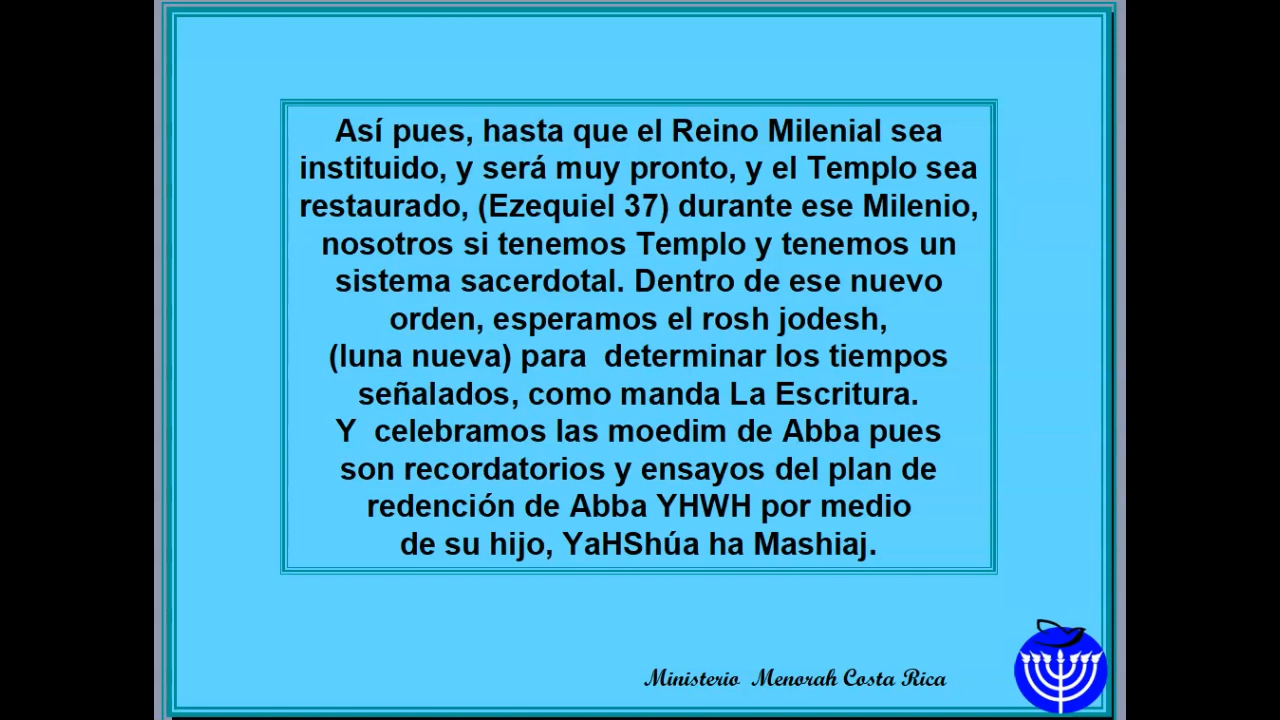 Así pues, hasta que el Reino Milenial sea
instituido, y será muy pronto, y el Templo sea
restaurado, (Ezequiel 37) durante ese Milenio,
nosotros si tenemos Templo y tenemos un
sistema sacerdotal. Dentro de ese nuevo
orden, esperamos el rosh jodesh,
(luna nueva) para  determinar los tiempos
señalados, como manda La Escritura.
Y  celebramos las moedim de Abba pues
son recordatorios y ensayos del plan de
redención de Abba YHWH por medio
de su hijo, YaHShúa ha Mashiaj.
Ministerio  Menorah Costa Rica